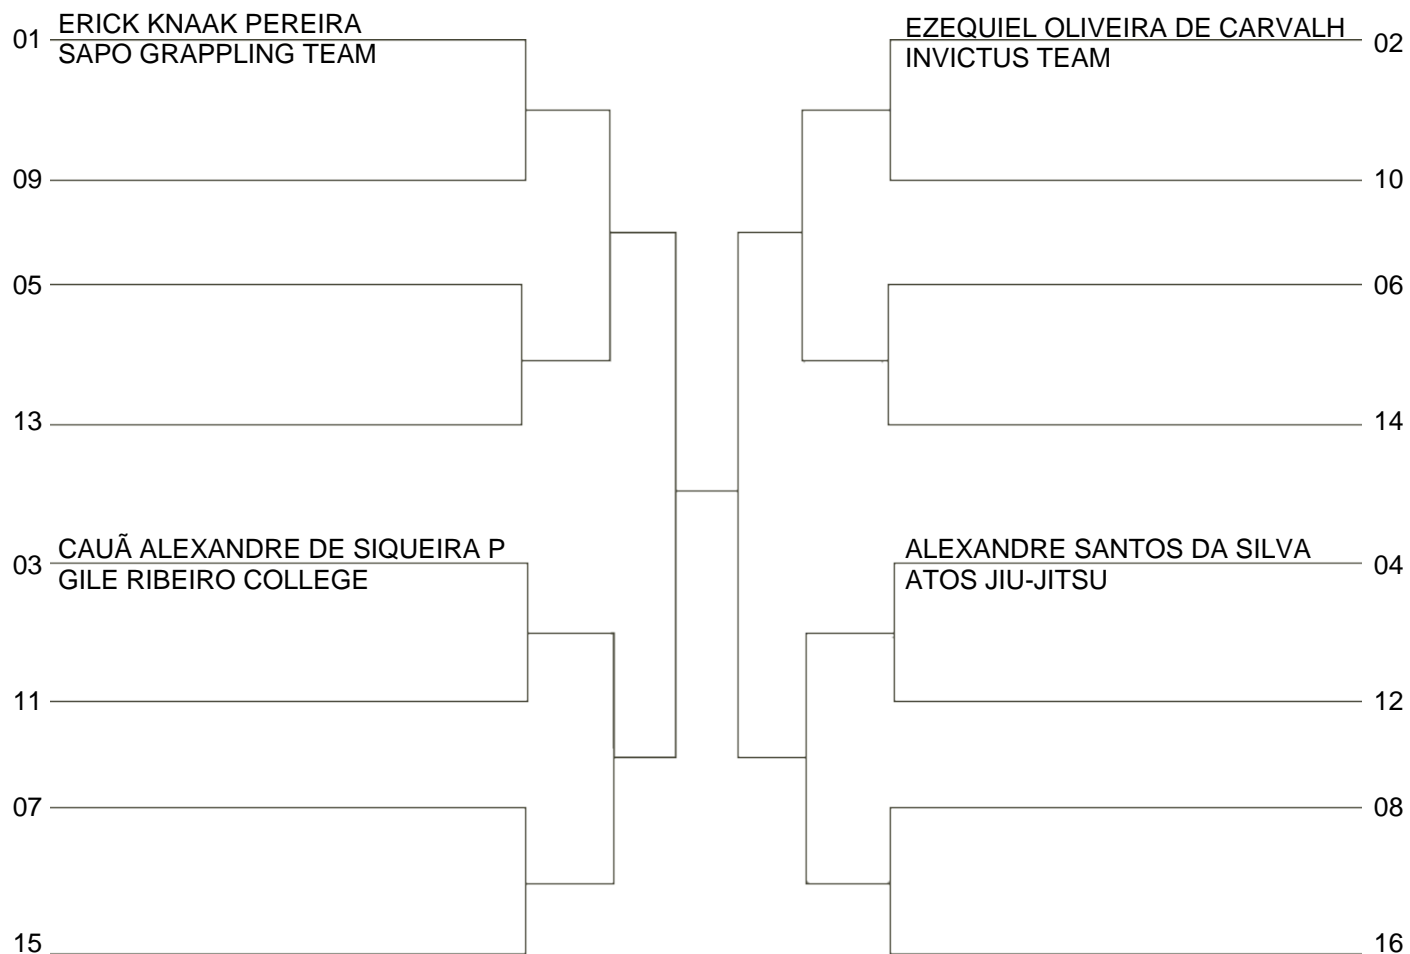 01 ERICK KNAAK PEREIRA
SAPO GRAPPLING TEAM
09
05
13
03 CAUÃ ALEXANDRE DE SIQUEIRA P
GILE RIBEIRO COLLEGE
11
07
15
EZEQUIEL OLIVEIRA DE CARVALH 02
INVICTUS TEAM
10
06
14
ALEXANDRE SANTOS DA SILVA 04
ATOS JIU-JITSU
12
08
16